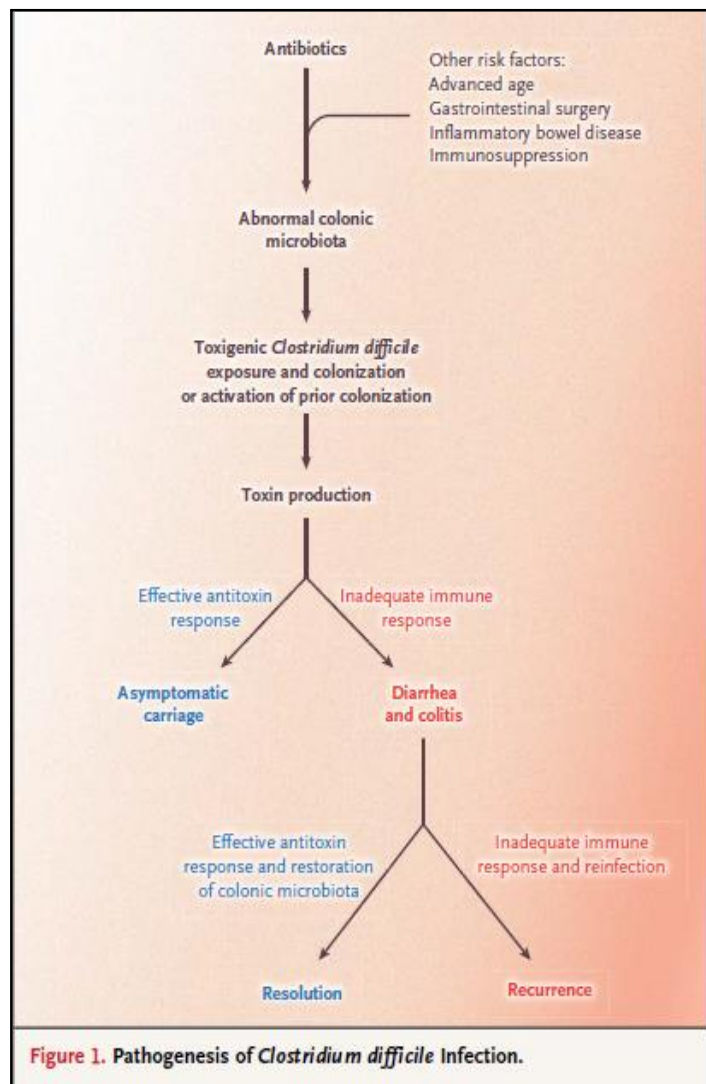 Antibiotics
Other risk factors:
Advanced age
Gastrointestinal surgery
Inflammatory bowel disease
Immunosuppression
Abnormal colonic
microbiota
Toxigenic Clostridium difficile
exposure and colonization
or activation of prior colonization
Toxin production
Effective antitoxin
response
Inadequate immune
response
Asymptomatic
carriage
Diarrhea
and colitis
Effective antitoxin
response and restoration
of colonic microbiota
Inadequate immune
response and reinfection
Resolution
Recurrence
Figure 1. Pathogenesis of Clostridium difficile Infection.